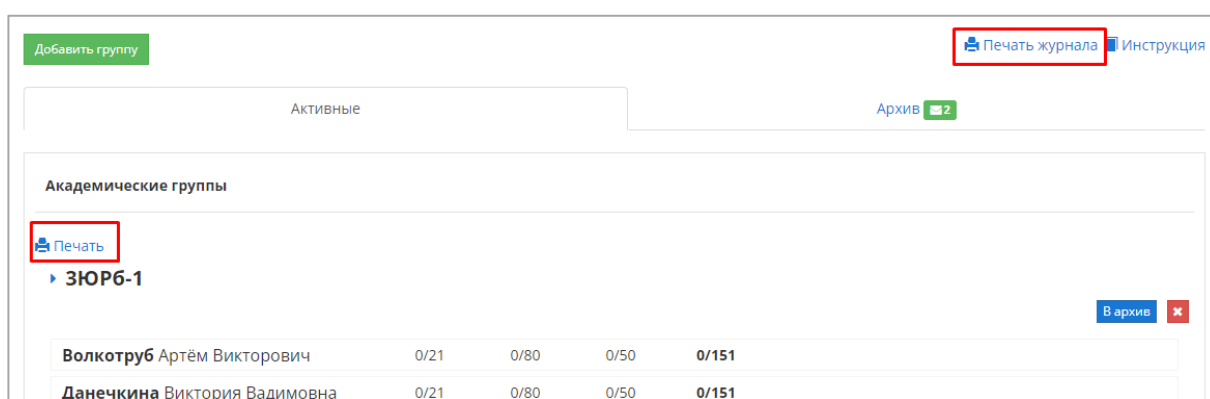 Добавить группу
Печать журнала Инструкция
Активные
Архив 2
Академические группы
Печать
ЗЮРб-1
В архив
Волкотруб Артём Викторович 0/21 0/80 0/50 0/151
Данечкина Виктория Вадимовна 0/21 0/80 0/50 0/151